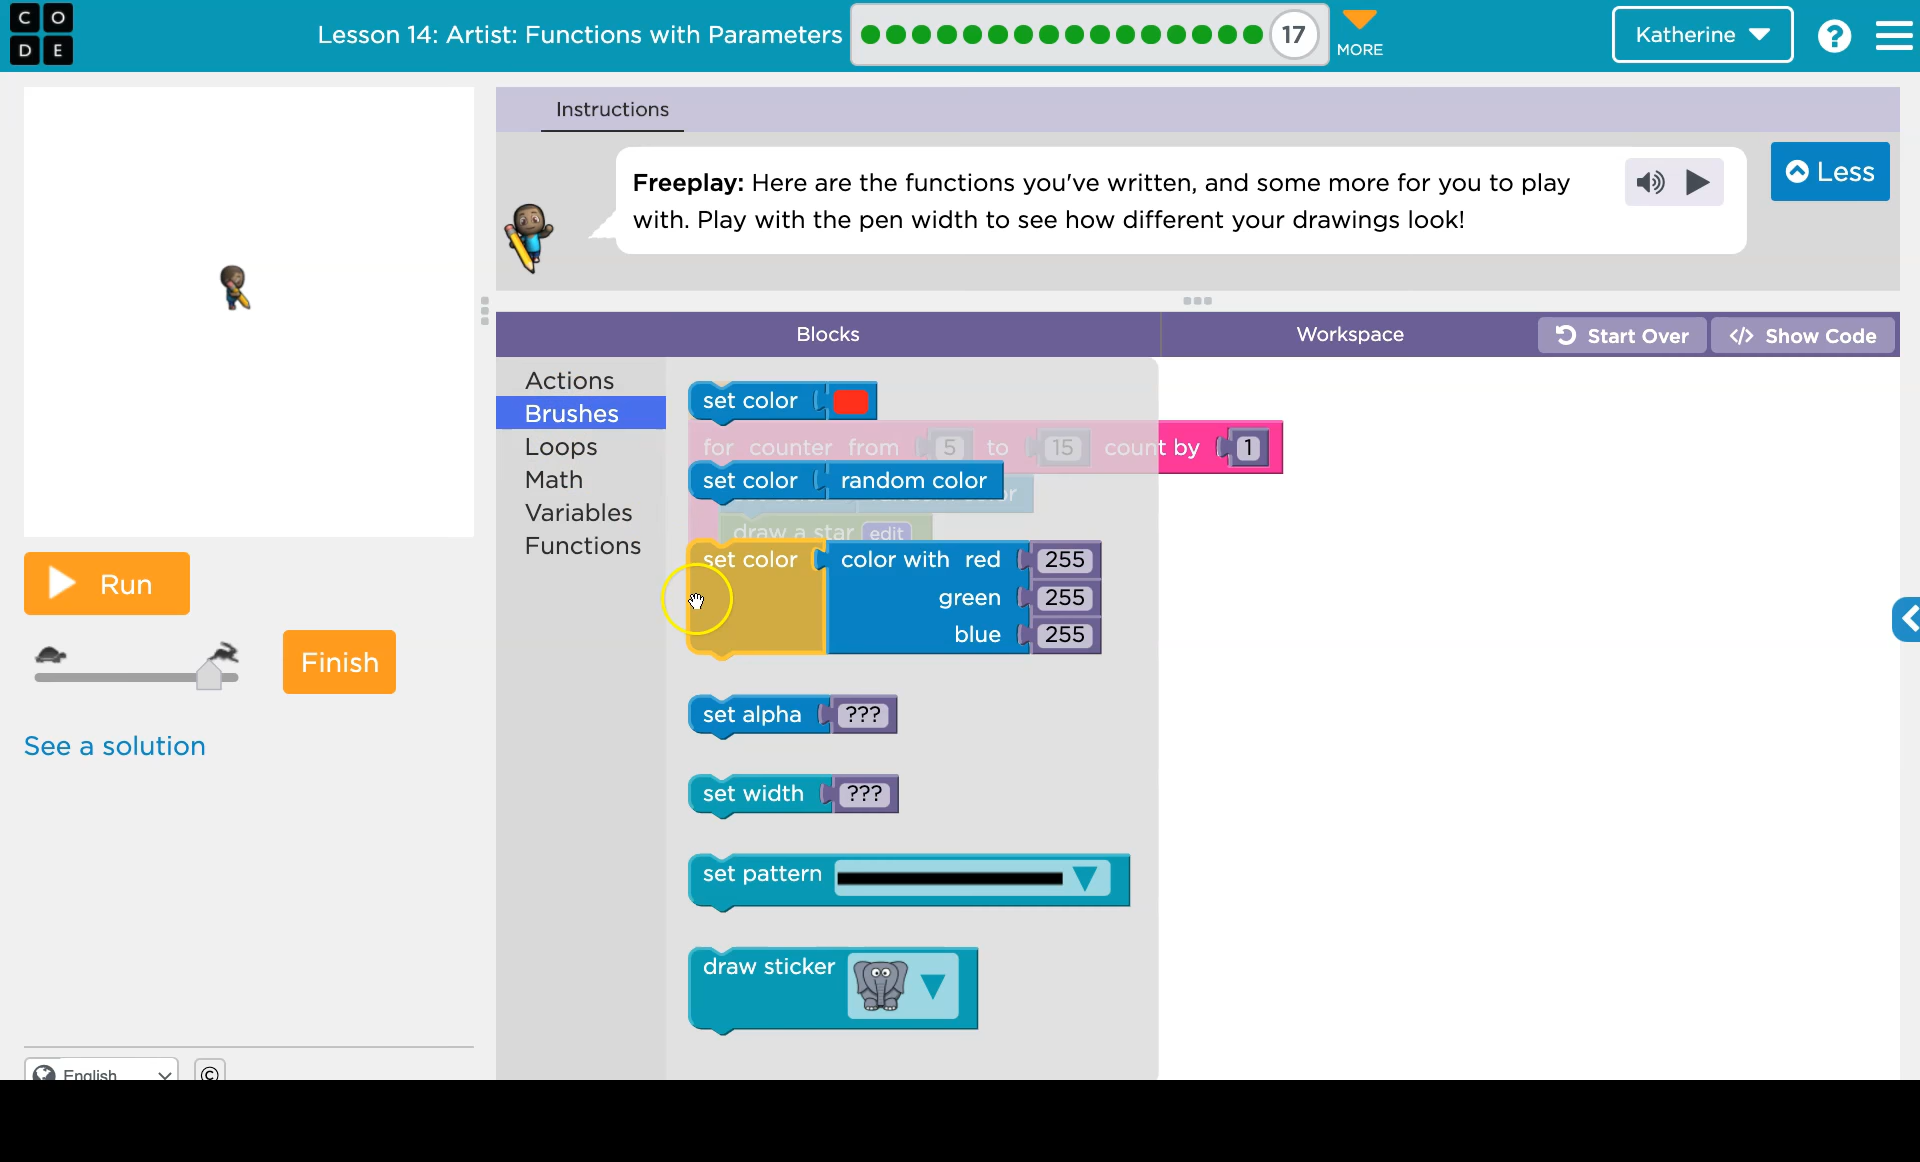 C O
D E
Lesson 14: Artist: Functions with Parameters
17
MORE
Katherine
?
Instructions
Freeplay: Here are the functions you've written, and some more for you to play
with. Play with the pen width to see how different your drawings look!
Less
Blocks
Workspace
Start Over
</> Show Code
Actions
Brushes
Loops
Math
Variables
Functions
set color
for counter from 5 to 15 count by 1
set color random color
draw a star edit
set color color with red 255
green 255
blue 255
set alpha ???
set width ???
set pattern
draw sticker
Run
Finish
See a solution
English
©